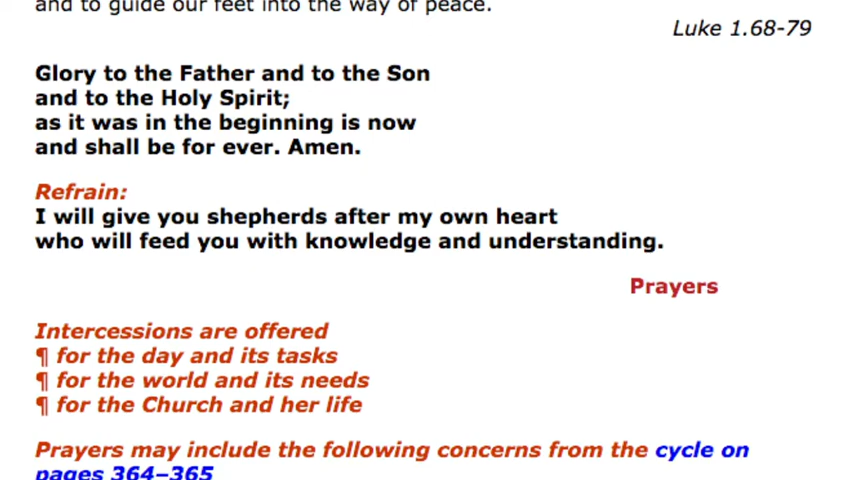 and to guide our feet into the way of peace.
Luke 1.68-79
Glory to the Father and to the Son
and to the Holy Spirit;
as it was in the beginning is now
and shall be for ever. Amen.
Refrain:
I will give you shepherds after my own heart
who will feed you with knowledge and understanding.
Prayers
Intercessions are offered
¶ for the day and its tasks
¶ for the world and its needs
¶ for the Church and her life
Prayers may include the following concerns from the cycle on
pages 364–365